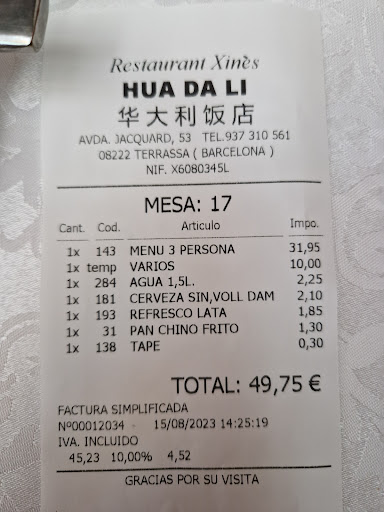 Restaurant Xinès
HUA DA LI
华大利饭店
AVDA. JACQUARD, 53 TEL.937 310 561
08222 TERRASSA ( BARCELONA )
NIF. X6080345L
MESA: 17
Cant. Cod. Articulo Impo.
1x 143 MENU 3 PERSONA 31,95
1x temp VARIOS 10,00
1x 284 AGUA 1,5L. 2,25
1x 181 CERVEZA SIN,VOLL DAM 2,10
1x 193 REFRESCO LATA 1,85
1x 31 PAN CHINO FRITO 1,30
1x 138 TAPE 0,30
TOTAL: 49,75 €
FACTURA SIMPLIFICADA
Nº00012034 - 15/08/2023 14:25:19
IVA. INCLUIDO
45,23 10,00% 4,52
GRACIAS POR SU VISITA